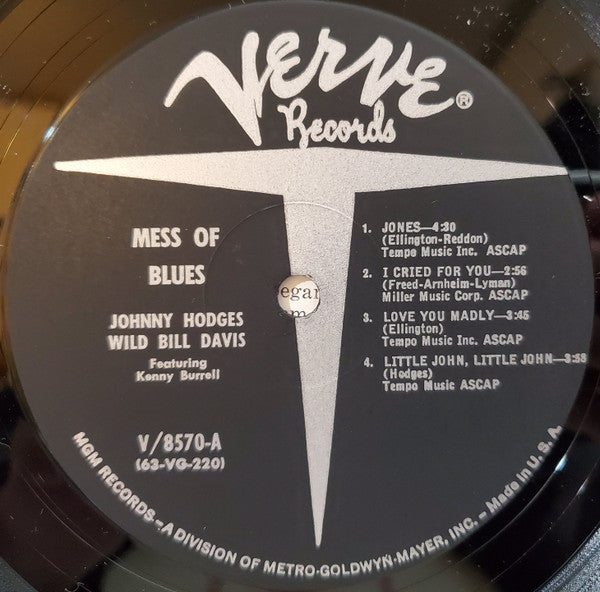 Verve ®
Records
MESS OF
BLUES
JOHNNY HODGES
WILD BILL DAVIS
Featuring
Kenny Burrell
V/8570-A
(63-VG-220)
1. JONES—4:30
(Ellington-Reddon)
Tempo Music Inc. ASCAP
2. I CRIED FOR YOU—2:56
(Freed-Arnheim-Lyman)
Miller Music Corp. ASCAP
3. LOVE YOU MADLY—3:45
(Ellington)
Tempo Music Inc. ASCAP
4. LITTLE JOHN, LITTLE JOHN—3:58
(Hodges)
Tempo Music ASCAP
egar
MGM RECORDS – A DIVISION OF METRO-GOLDWYN-MAYER, INC. – Made in U. S. A.